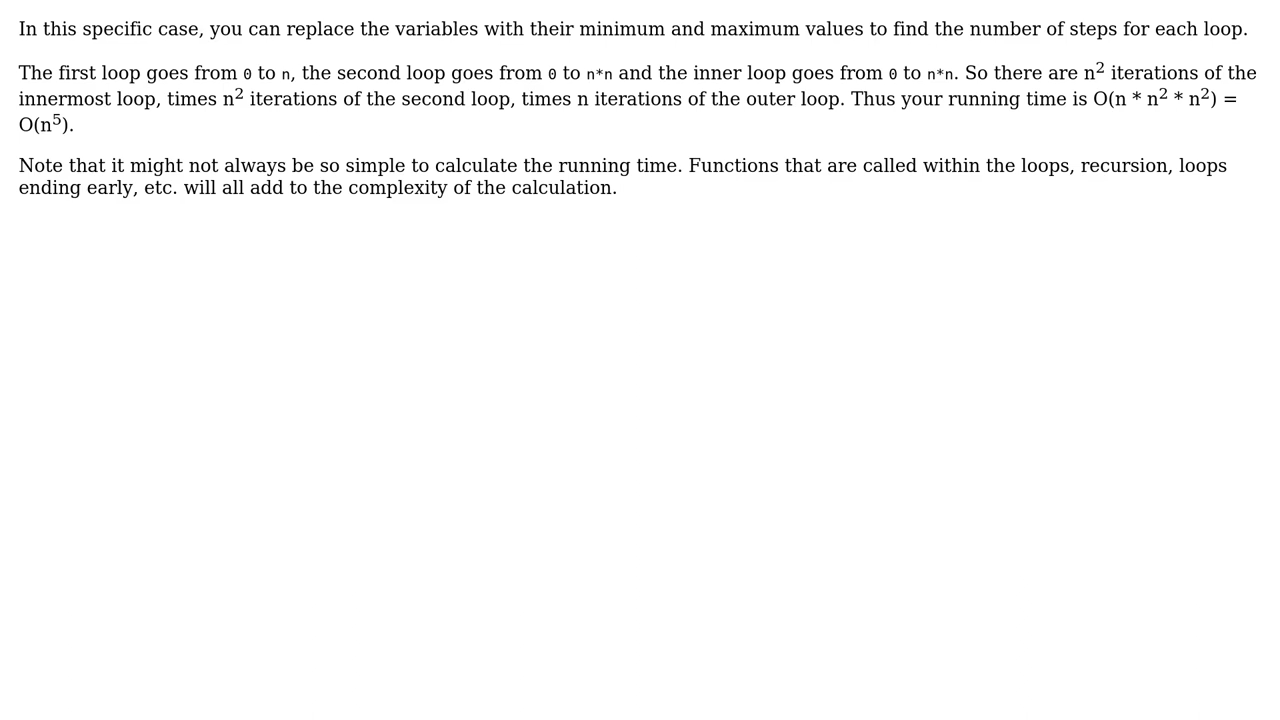 In this specific case, you can replace the variables with their minimum and maximum values to find the number of steps for each loop.
The first loop goes from 0 to n, the second loop goes from 0 to n*n and the inner loop goes from 0 to n*n. So there are n² iterations of the
innermost loop, times n² iterations of the second loop, times n iterations of the outer loop. Thus your running time is O(n * n² * n²) =
O(n⁵).
Note that it might not always be so simple to calculate the running time. Functions that are called within the loops, recursion, loops
ending early, etc. will all add to the complexity of the calculation.